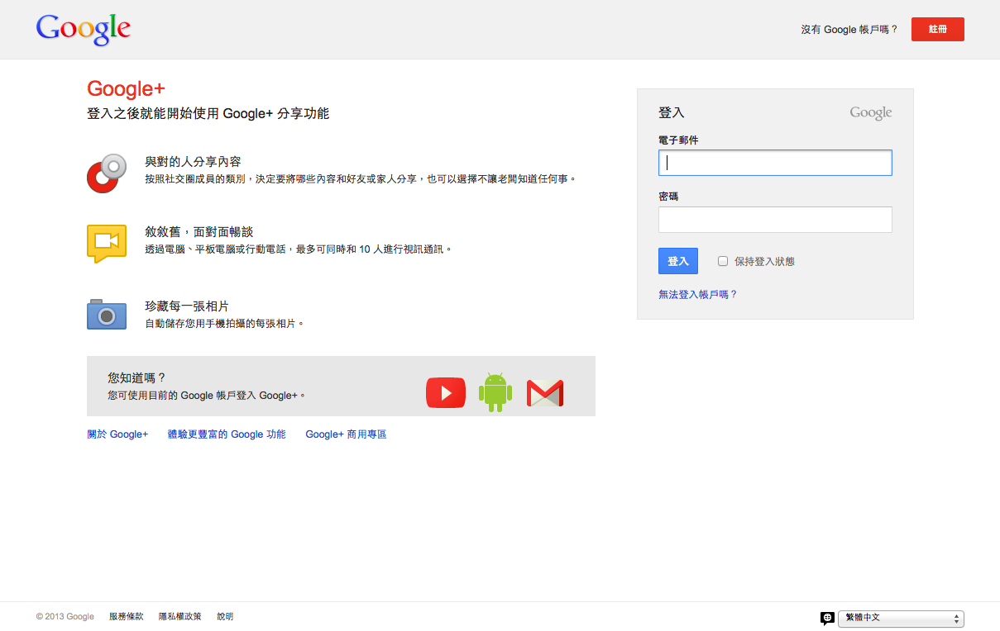 Google
沒有 Google 帳戶嗎？
註冊
Google+
登入之後就能開始使用 Google+ 分享功能
與對的人分享內容
按照社交圈成員的類別，決定要將哪些內容和好友或家人分享，也可以選擇不讓老闆知道任何事。
敘敘舊，面對面暢談
透過電腦、平板電腦或行動電話，最多可同時和 10 人進行視訊通訊。
珍藏每一張相片
自動儲存您用手機拍攝的每張相片。
您知道嗎？
您可使用目前的 Google 帳戶登入 Google+。
關於 Google+
體驗更豐富的 Google 功能
Google+ 商用專區
登入
Google
電子郵件
密碼
登入
保持登入狀態
無法登入帳戶嗎？
© 2013 Google
服務條款
隱私權政策
說明
繁體中文